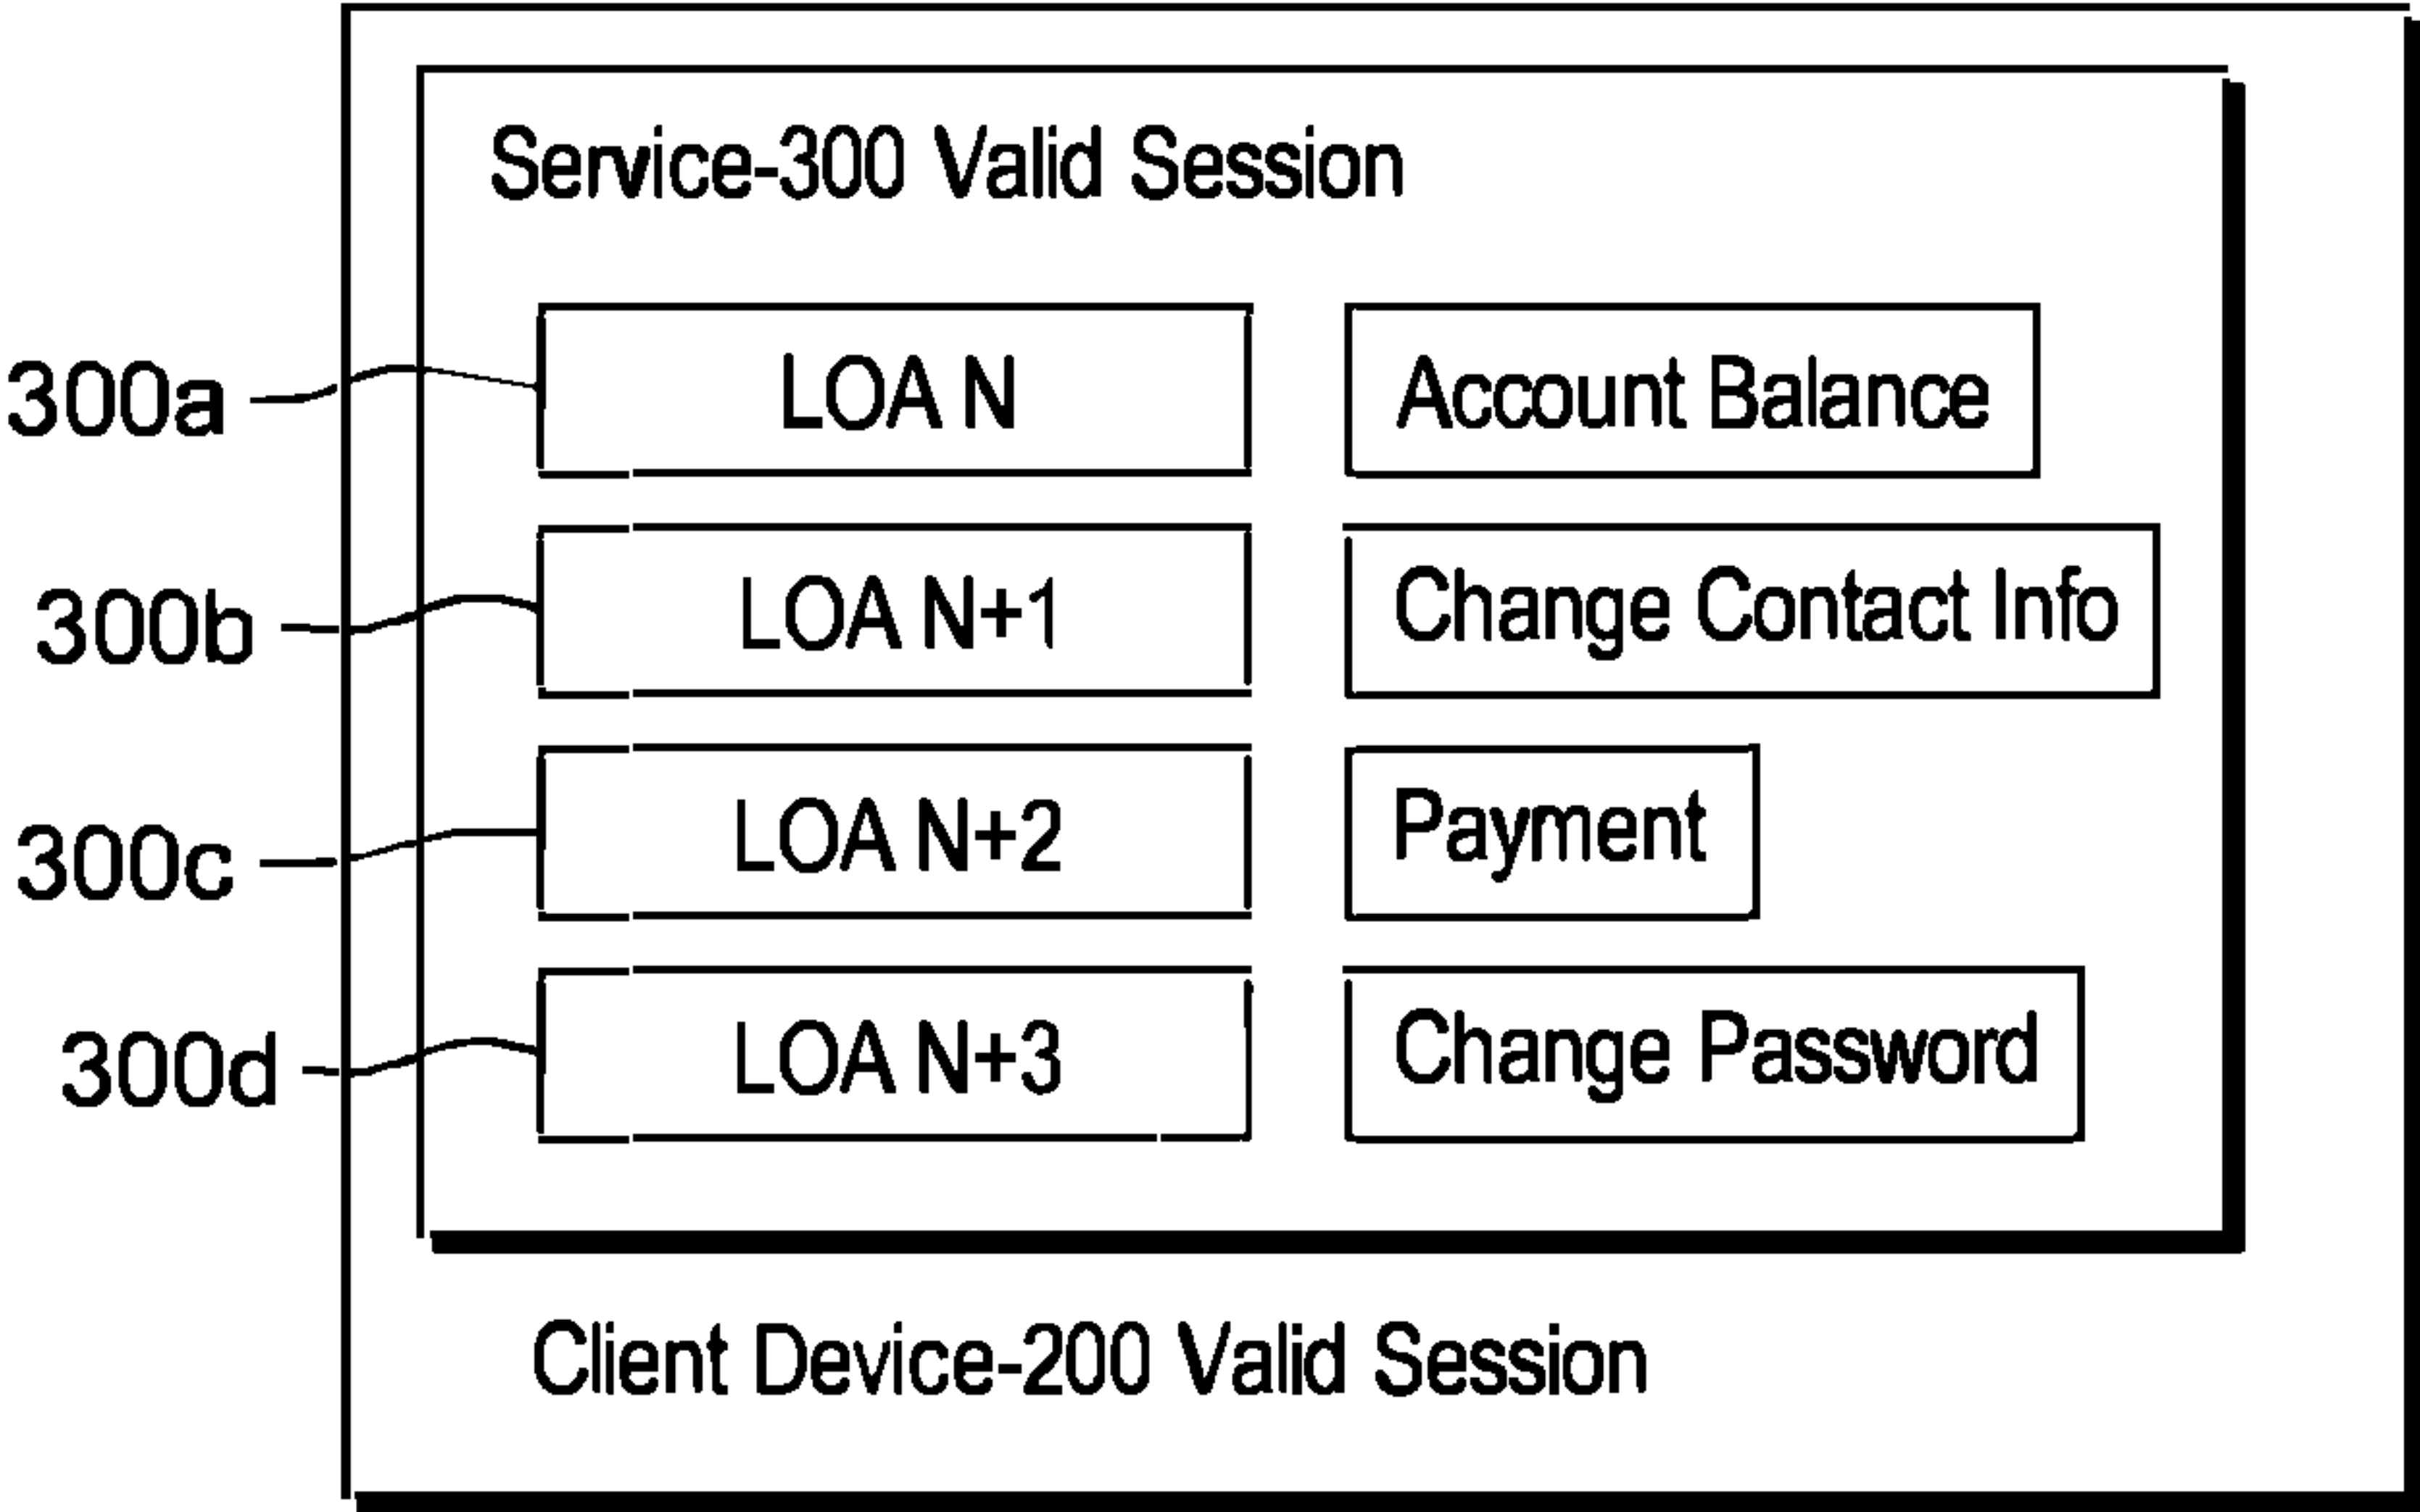 Service-300 Valid Session
300a LOA N Account Balance
300b LOA N+1 Change Contact Info
300c LOA N+2 Payment
300d LOA N+3 Change Password
Client Device-200 Valid Session